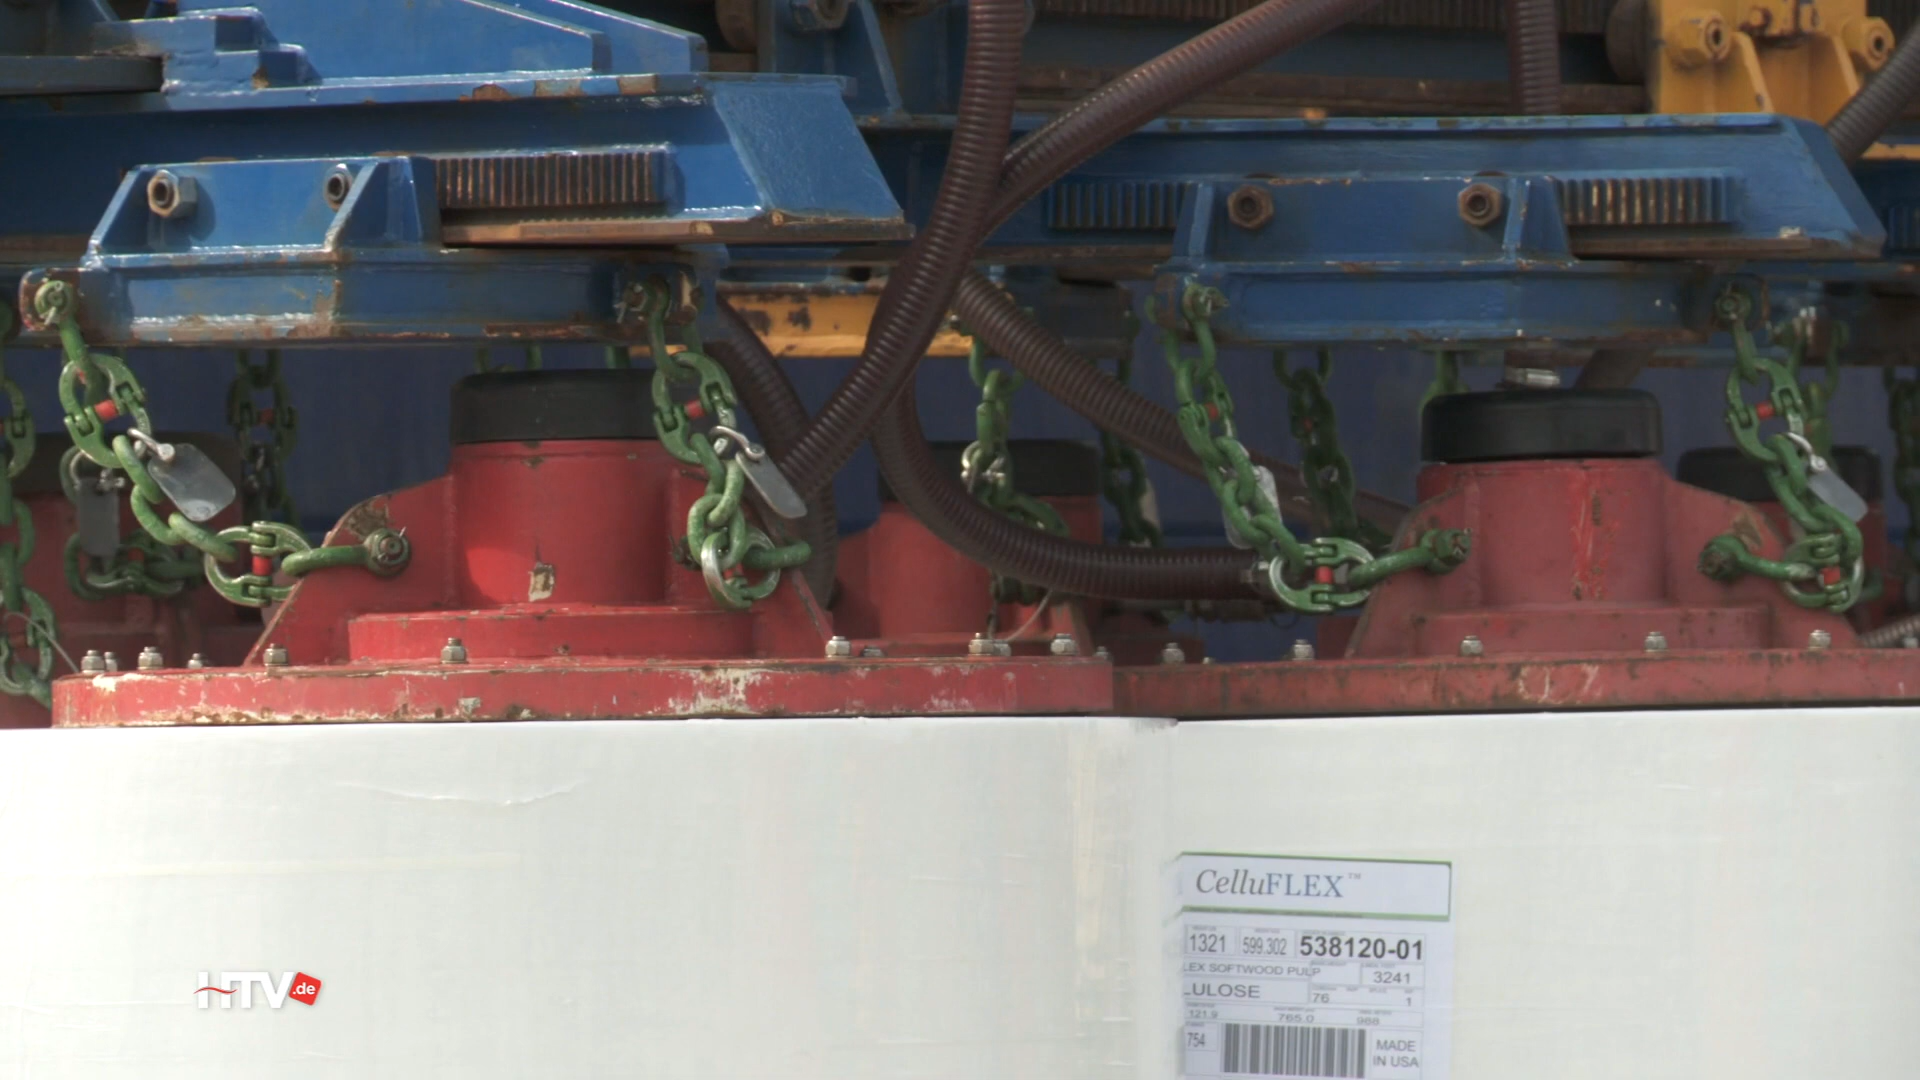 CelluFLEX™
1321 599.302 538120-01
LEX SOFTWOOD PULP
3241
LULOSE
76 1
121.9 765.0 988
754
MADE
IN USA
HTV.de